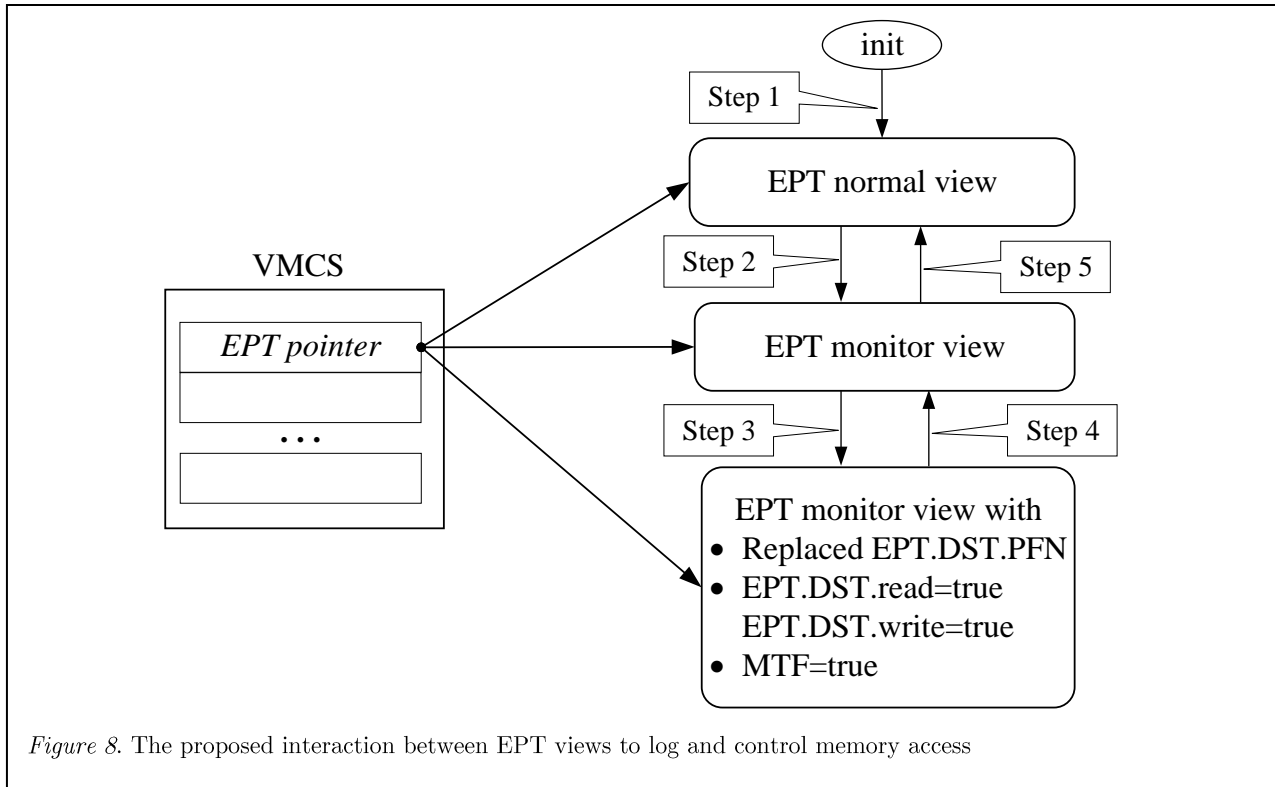 init
Step 1
EPT normal view
Step 2
Step 5
VMCS
EPT pointer
EPT monitor view
...
Step 3
Step 4
EPT monitor view with
• Replaced EPT.DST.PFN
• EPT.DST.read=true
EPT.DST.write=true
• MTF=true
Figure 8. The proposed interaction between EPT views to log and control memory access